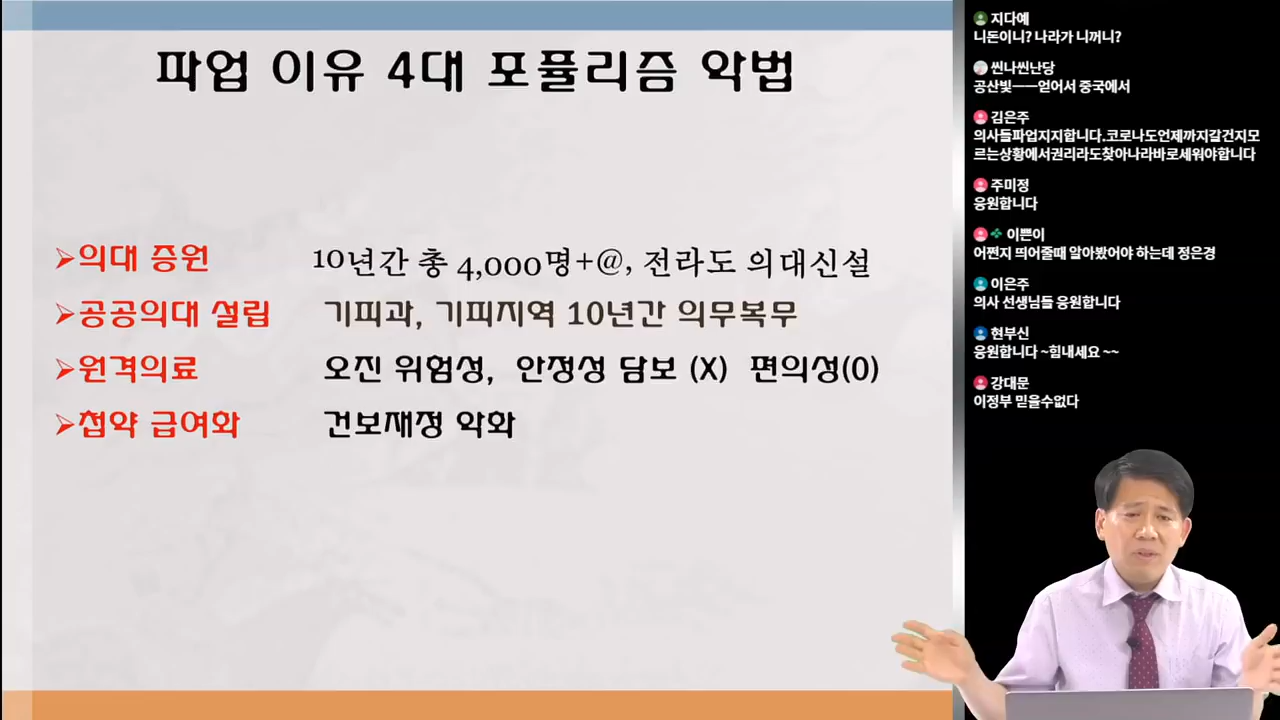 파업 이유 4대 포퓰리즘 악법
➢의대 증원 10년간 총 4,000명+@, 전라도 의대신설
➢공공의대 설립 기피과, 기피지역 10년간 의무복무
➢원격의료 오진 위험성, 안정성 담보 (X) 편의성(0)
➢첩약 급여화 건보재정 악화
지다예
니돈이니? 나라가 니꺼니?
씐나씐난당
공산빛ㅡㅡ얻어서 중국에서
김은주
의사들파업지지합니다.코로나도언제까지갈건지모
르는상황에서권리라도찾아나라바로세워야합니다
주미정
응원합니다
이쁜이
어쩐지 띄어줄때 알아봤어야 하는데 정은경
이은주
의사 선생님들 응원합니다
현부신
응원합니다 ~힘내세요 ~~
강대문
이정부 믿을수없다